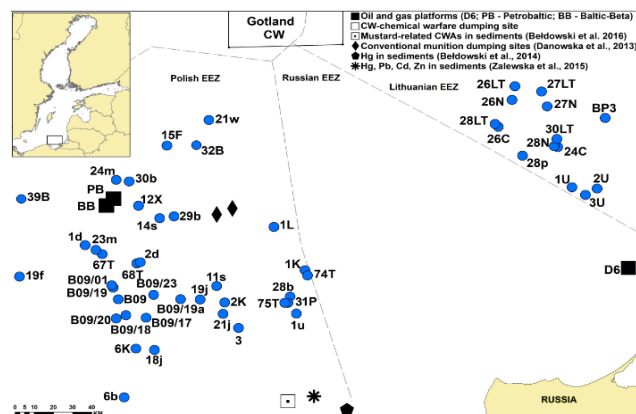 Gotland
CW
Oil and gas platforms (D6; PB - Petrobaltic; BB - Baltic-Beta)
CW-chemical warfare dumping site
Mustard-related CWAs in sediments (Bełdowski et al. 2016)
Conventional munition dumping sites (Danowska et al., 2013)
Hg in sediments (Bełdowski et al., 2014)
Hg, Pb, Cd, Zn in sediments (Zalewska et al., 2015)
Polish EEZ
Russian EEZ
Lithuanian EEZ
26LT
27LT
26N
27N
BP3
28LT
26C
30LT
28N
24C
28p
1U
2U
3U
21w
15F
32B
24m
30b
39B
PB
BB
12X
14s
29b
1L
1d
23m
67T
2d
68T
19f
1K
74T
D6
B09/01
B09/19
B09/23
11s
19j
28b
B09
B09/19a
2K
75T
31P
B09/20
B09/18
B09/17
21j
3
1u
6K
18j
6b
RUSSIA
0 5 10 20 30 40
KM